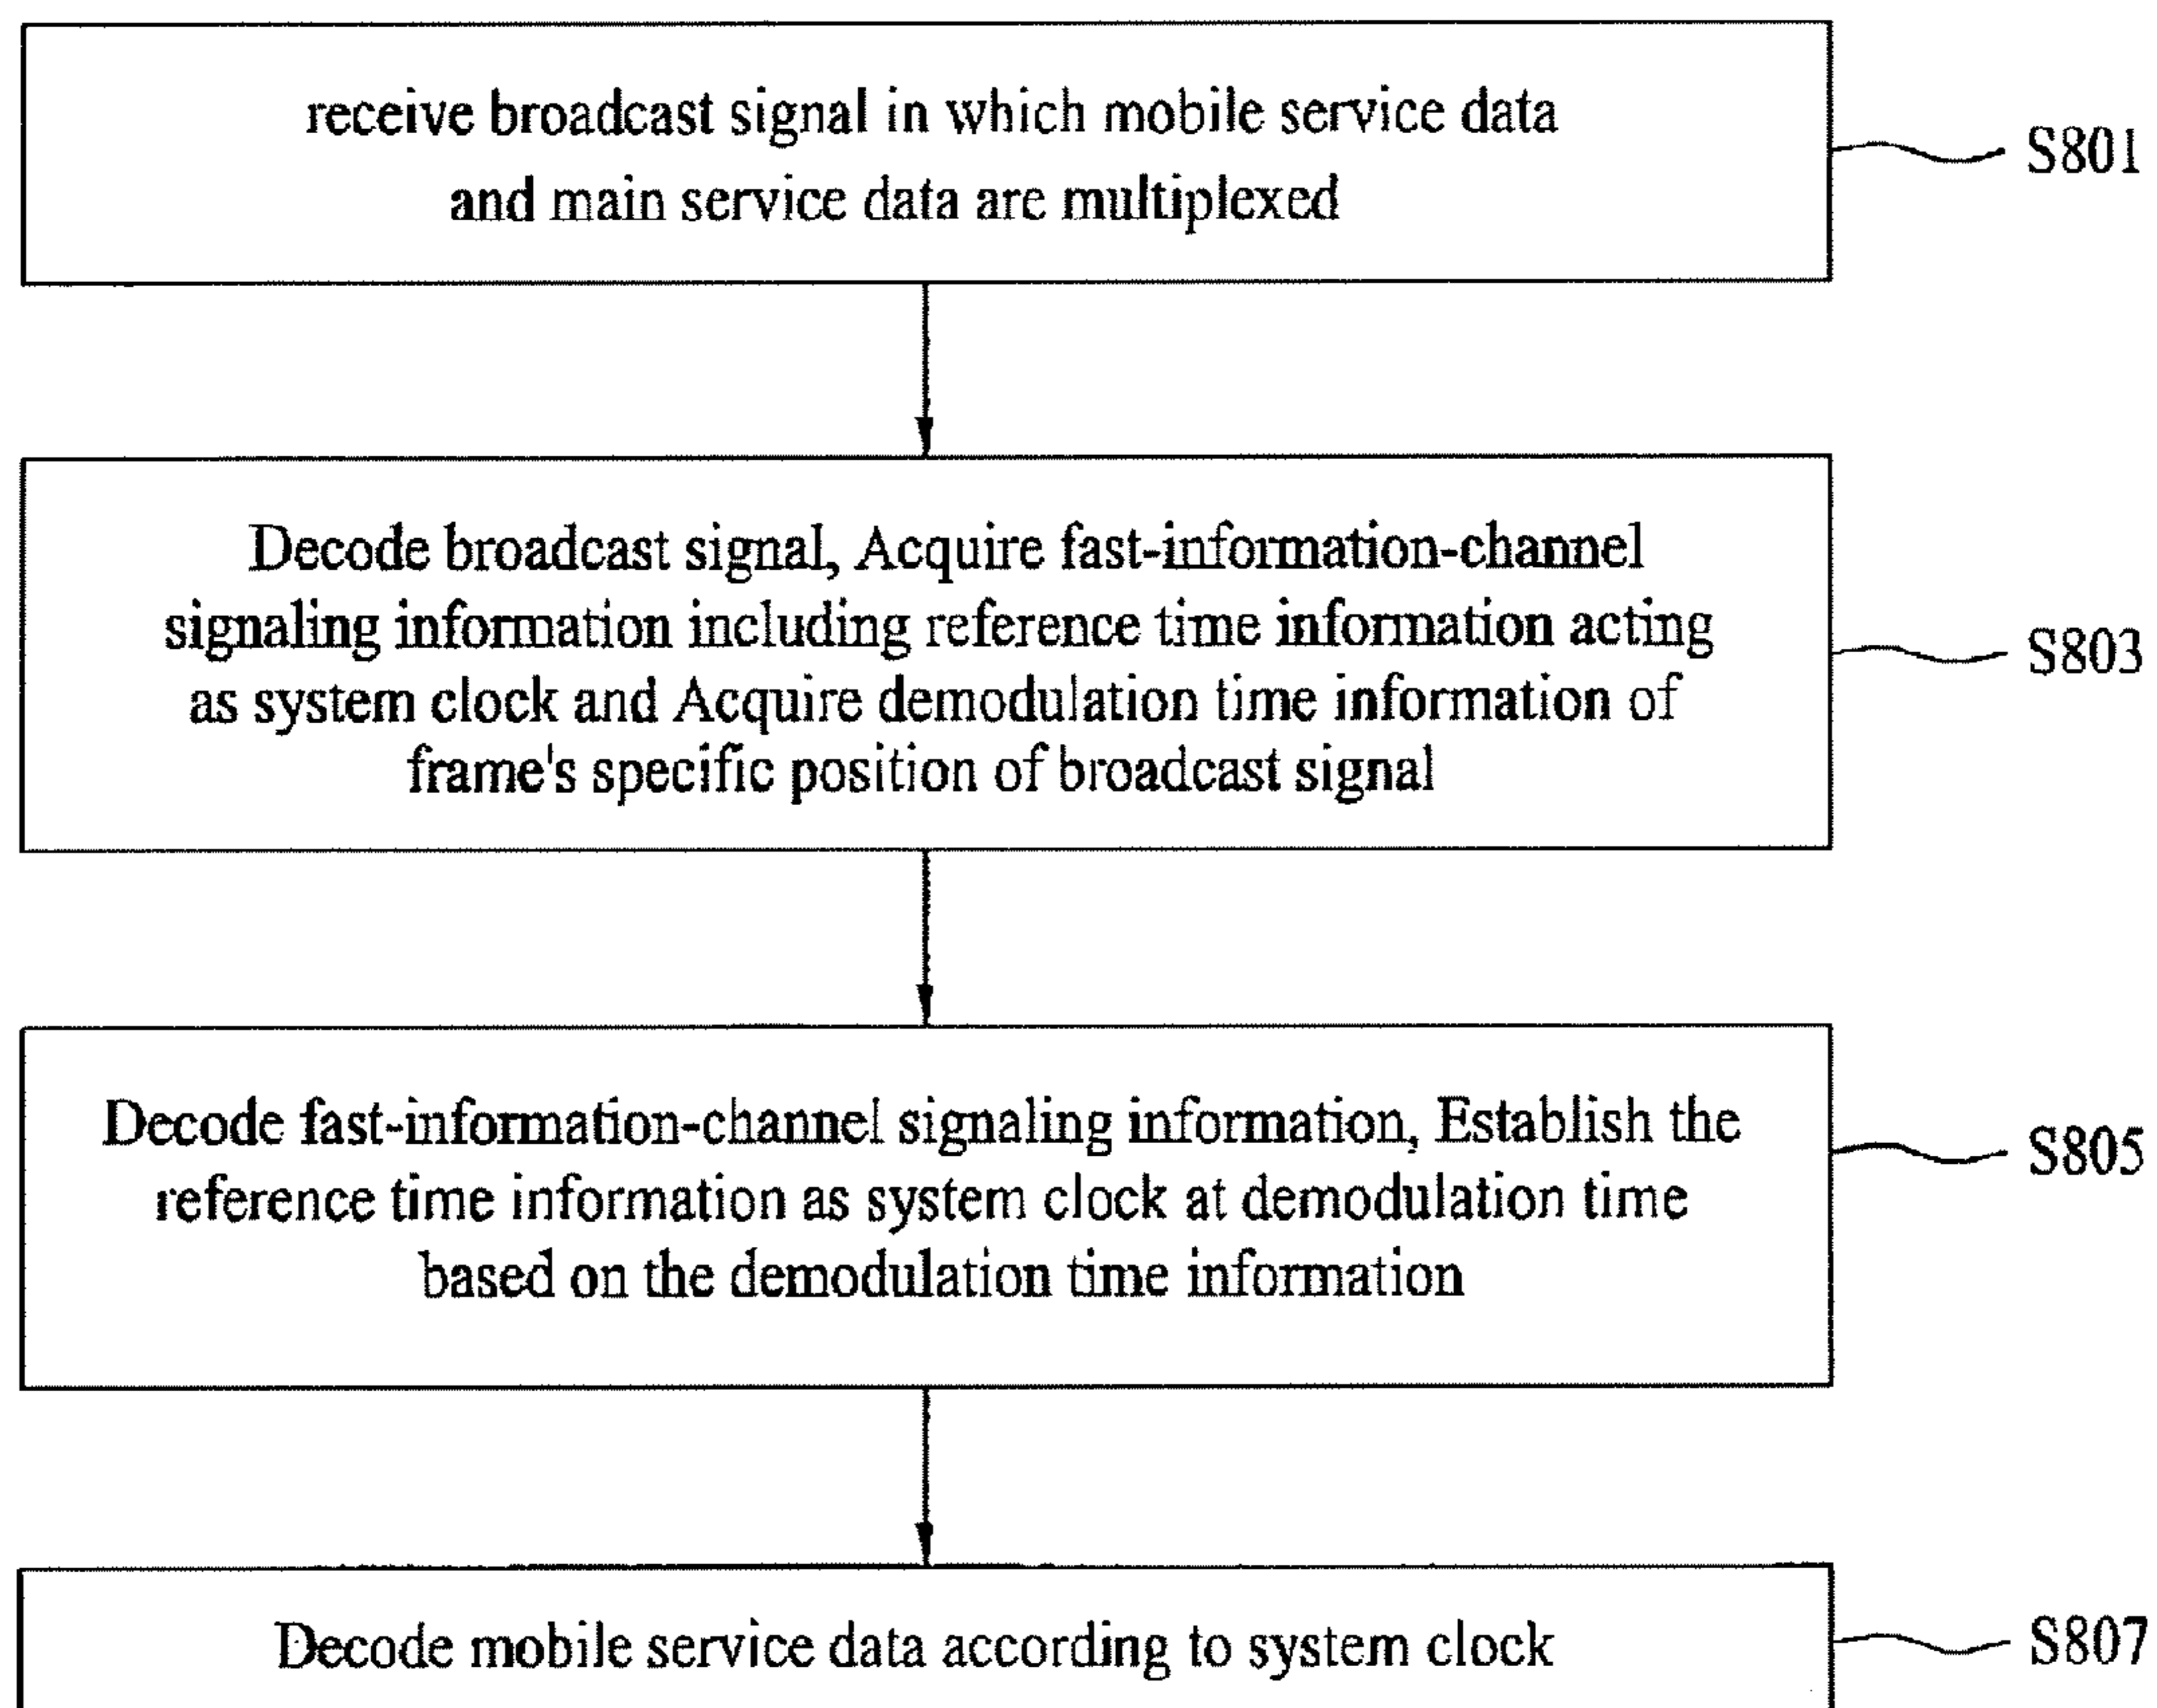 receive broadcast signal in which mobile service data
and main service data are multiplexed
S801
Decode broadcast signal, Acquire fast-information-channel
signaling information including reference time information acting
as system clock and Acquire demodulation time information of
frame's specific position of broadcast signal
S803
Decode fast-information-channel signaling information, Establish the
reference time information as system clock at demodulation time
based on the demodulation time information
S805
Decode mobile service data according to system clock
S807